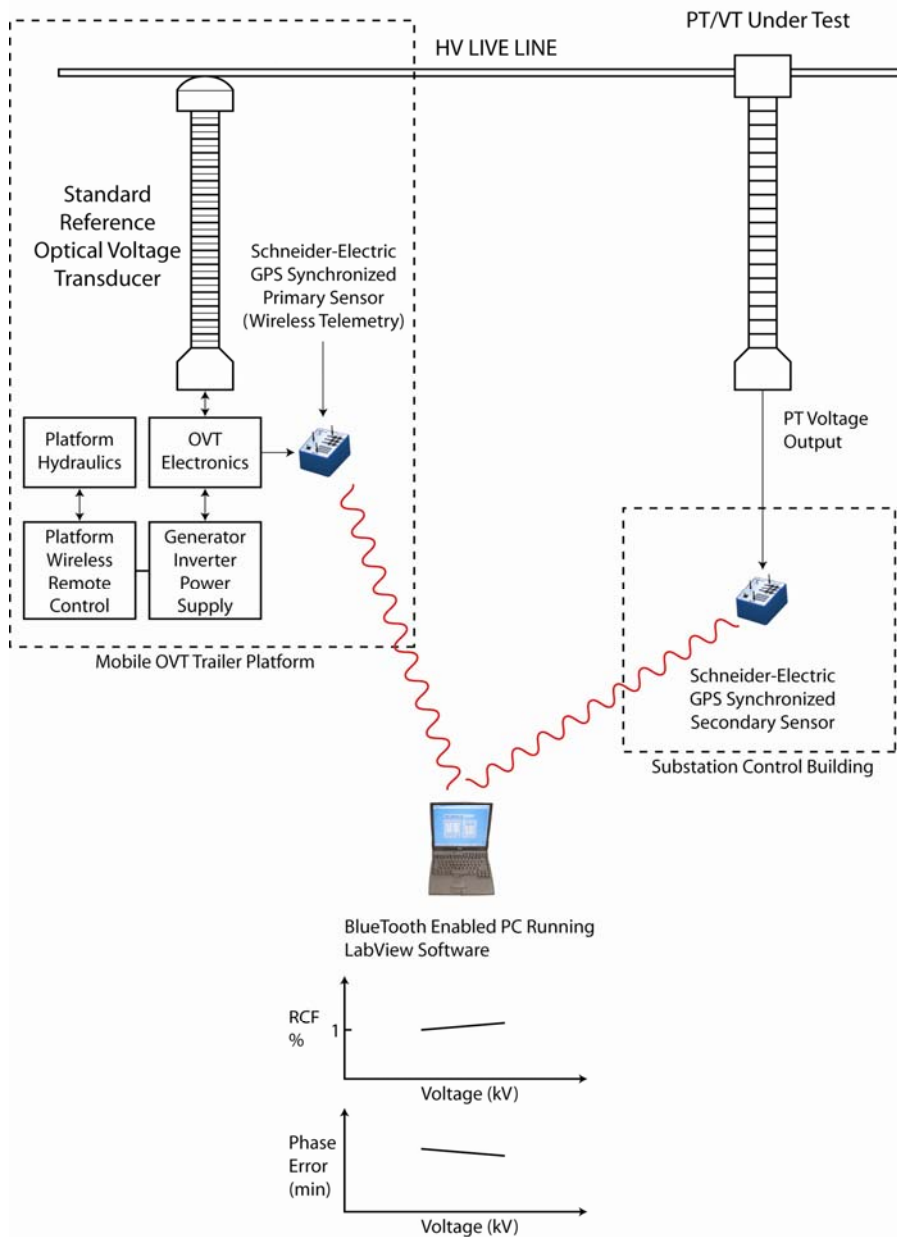 PT/VT Under Test
HV LIVE LINE
Standard
Reference
Optical Voltage
Transducer
Schneider-Electric
GPS Synchronized
Primary Sensor
(Wireless Telemetry)
Platform
Hydraulics
OVT
Electronics
Platform
Wireless
Remote
Control
Generator
Inverter
Power
Supply
Mobile OVT Trailer Platform
PT Voltage
Output
Schneider-Electric
GPS Synchronized
Secondary Sensor
Substation Control Building
BlueTooth Enabled PC Running
LabView Software
RCF
%
1
Voltage (kV)
Phase
Error
(min)
Voltage (kV)